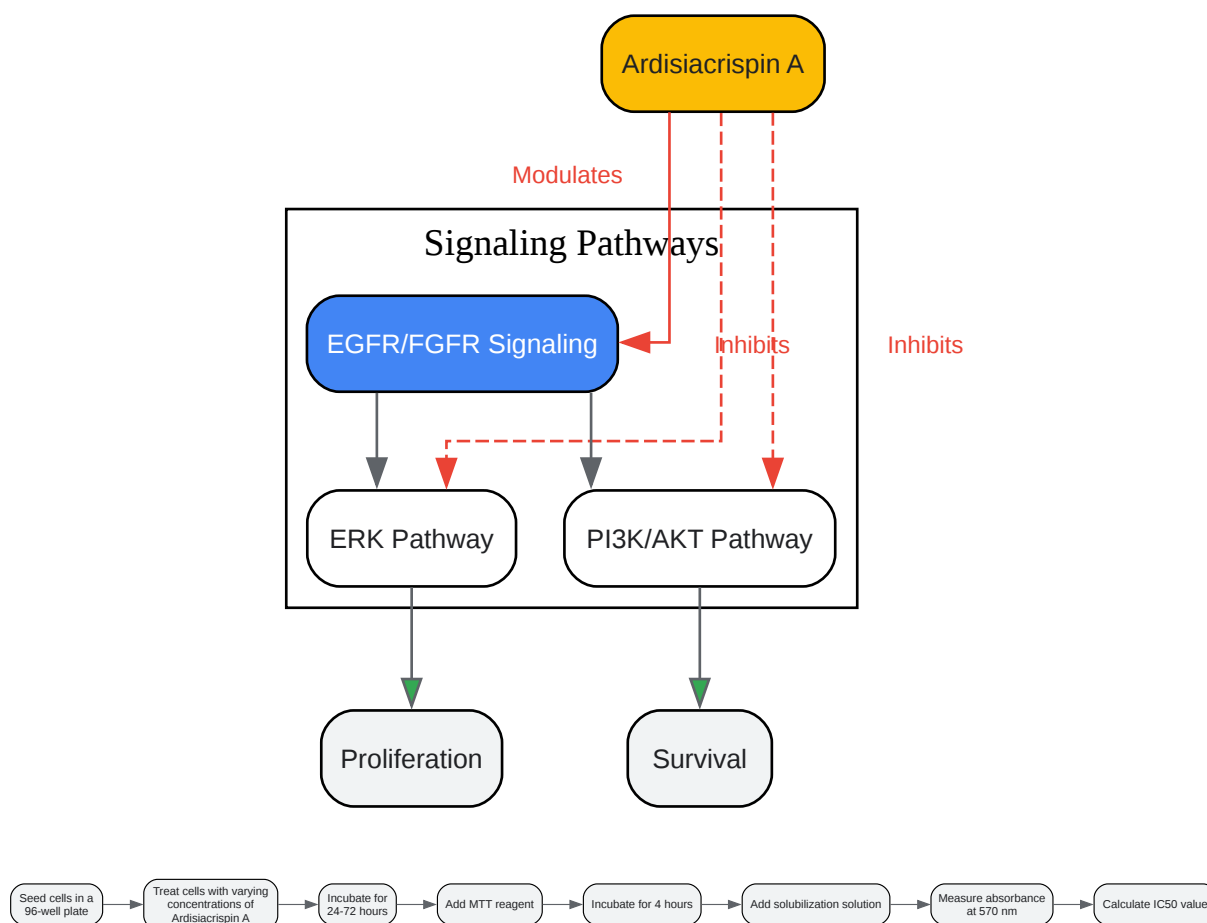 Ardisiacrispin A
Modulates
Signaling Pathways
EGFR/FGFR Signaling
Inhibits
Inhibits
ERK Pathway
PI3K/AKT Pathway
Proliferation
Survival
Seed cells in a
96-well plate
Treat cells with varying
concentrations of
Ardisiacrispin A
Incubate for
24-72 hours
Add MTT reagent
Incubate for 4 hours
Add solubilization solution
Measure absorbance
at 570 nm
Calculate IC50 value